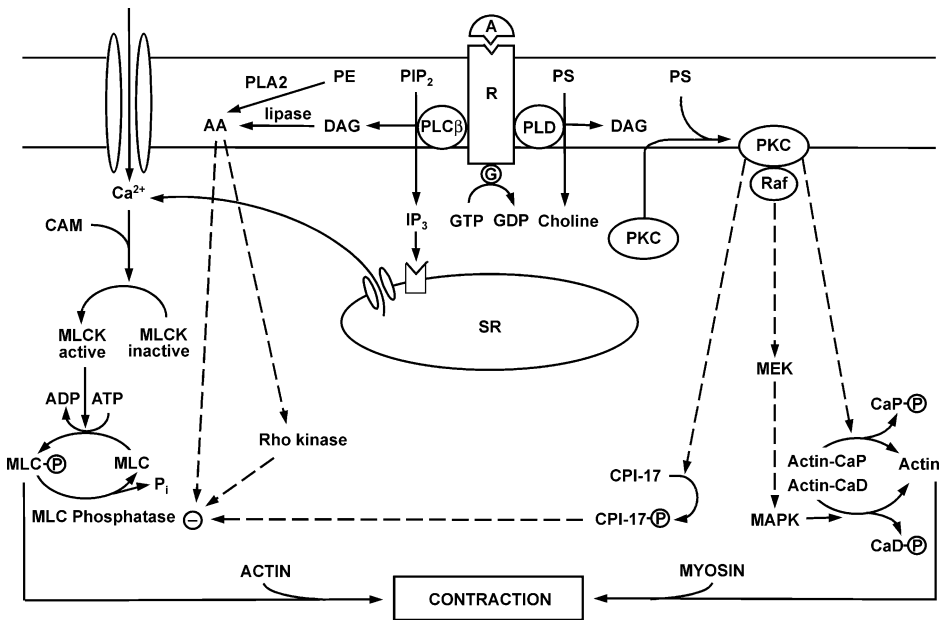 A
R
PLA2
PE
PIP2
PS
PS
AA
lipase
DAG
PLCβ
PLD
DAG
PKC
Raf
G
Ca2+
CAM
IP3
GTP
GDP
Choline
PKC
SR
MLCK
active
MLCK
inactive
MEK
ADP
ATP
CaP-P
Rho kinase
MLC-P
MLC
Pi
CPI-17
Actin-CaP
Actin-CaD
Actin
MLC Phosphatase
−
CPI-17-P
MAPK
CaD-P
ACTIN
MYOSIN
CONTRACTION